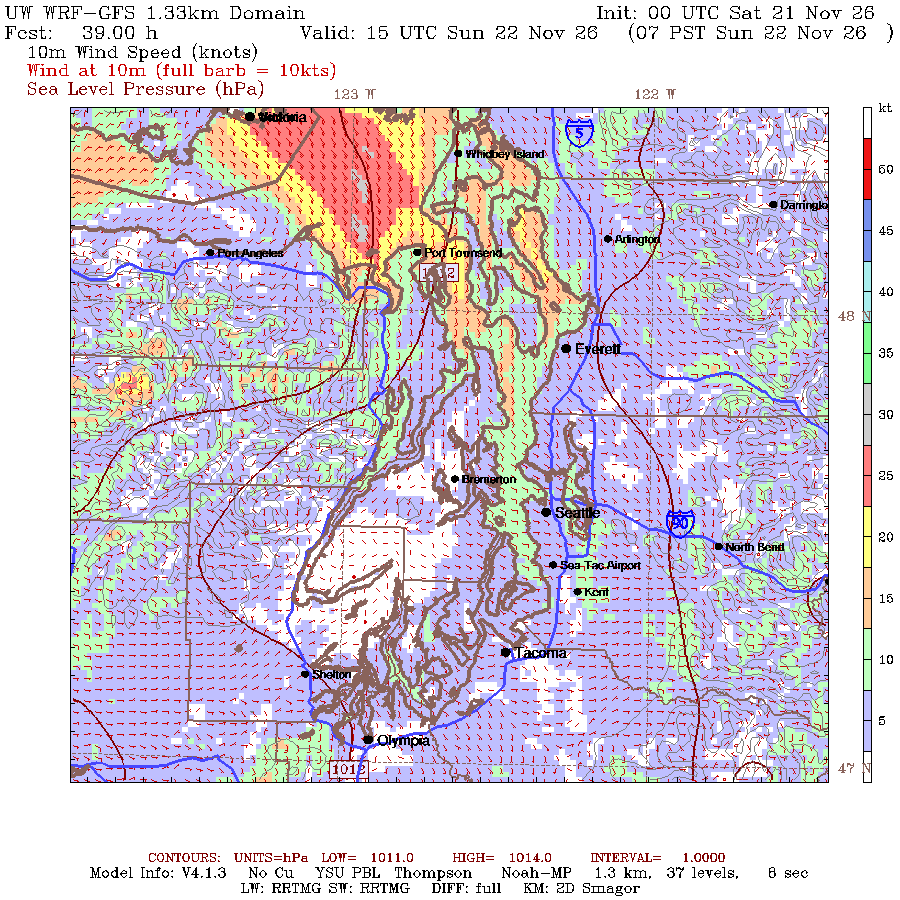 UW WRF-GFS 1.33km Domain Init: 00 UTC Sat 21 Nov 26
Fcst: 39.00 h Valid: 15 UTC Sun 22 Nov 26 (07 PST Sun 22 Nov 26 )
10m Wind Speed (knots)
Wind at 10m (full barb = 10kts)
Sea Level Pressure (hPa)
123 W 122 W
kt
Victoria
5
Whidbey Island
60
50
Darringto
45
Arlington
Port Angeles
Port Townsend
40
48 N
Everett
35
30
Bremerton
25
Seattle
90
20
North Bend
Sea-Tac Airport
Kent
15
Tacoma
10
Shelton
5
Olympia
1012
47 N
CONTOURS: UNITS=hPa LOW= 1011.0 HIGH= 1014.0 INTERVAL= 1.0000
Model Info: V4.1.3 No Cu YSU PBL Thompson Noah-MP 1.3 km, 37 levels, 8 sec
LW: RRTMG SW: RRTMG DIFF: full KM: 2D Smagor